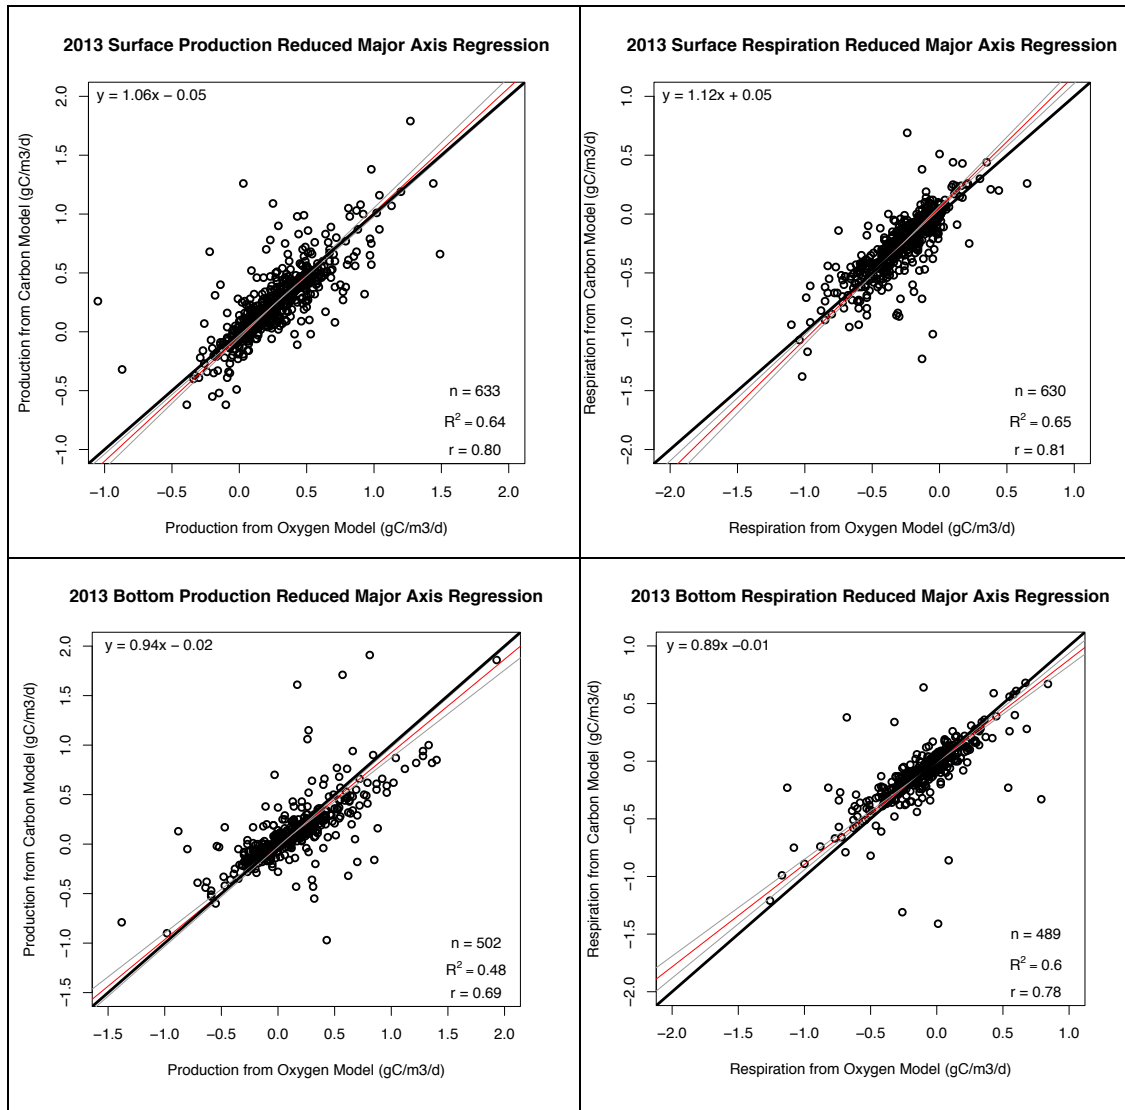 2013 Surface Production Reduced Major Axis Regression
y = 1.06x − 0.05
Production from Carbon Model (gC/m3/d)
2.0
1.5
1.0
0.5
0.0
−0.5
−1.0
n = 633
R² = 0.64
r = 0.80
−1.0 −0.5 0.0 0.5 1.0 1.5 2.0
Production from Oxygen Model (gC/m3/d)
2013 Surface Respiration Reduced Major Axis Regression
y = 1.12x + 0.05
Respiration from Carbon Model (gC/m3/d)
1.0
0.5
0.0
−0.5
−1.0
−1.5
−2.0
n = 630
R² = 0.65
r = 0.81
−2.0 −1.5 −1.0 −0.5 0.0 0.5 1.0
Respiration from Oxygen Model (gC/m3/d)
2013 Bottom Production Reduced Major Axis Regression
y = 0.94x − 0.02
Production from Carbon Model (gC/m3/d)
2.0
1.5
1.0
0.5
0.0
−0.5
−1.0
−1.5
n = 502
R² = 0.48
r = 0.69
−1.5 −1.0 −0.5 0.0 0.5 1.0 1.5 2.0
Production from Oxygen Model (gC/m3/d)
2013 Bottom Respiration Reduced Major Axis Regression
y = 0.89x −0.01
Respiration from Carbon Model (gC/m3/d)
1.0
0.5
0.0
−0.5
−1.0
−1.5
−2.0
n = 489
R² = 0.6
r = 0.78
−2.0 −1.5 −1.0 −0.5 0.0 0.5 1.0
Respiration from Oxygen Model (gC/m3/d)